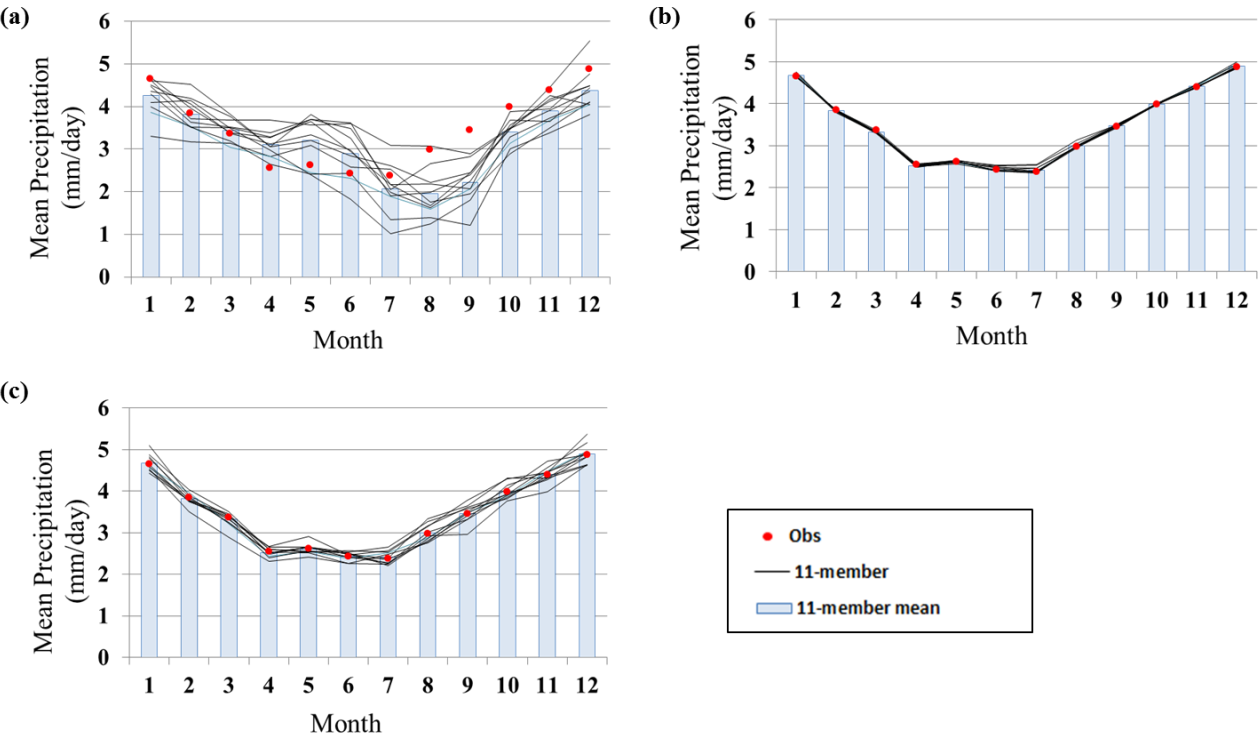 (a)
Mean Precipitation
(mm/day)
6
5
4
3
2
1
0
1 2 3 4 5 6 7 8 9 10 11 12
Month
(b)
Mean Precipitation
(mm/day)
6
5
4
3
2
1
0
1 2 3 4 5 6 7 8 9 10 11 12
Month
(c)
Mean Precipitation
(mm/day)
6
5
4
3
2
1
0
1 2 3 4 5 6 7 8 9 10 11 12
Month
Obs
11-member
11-member mean